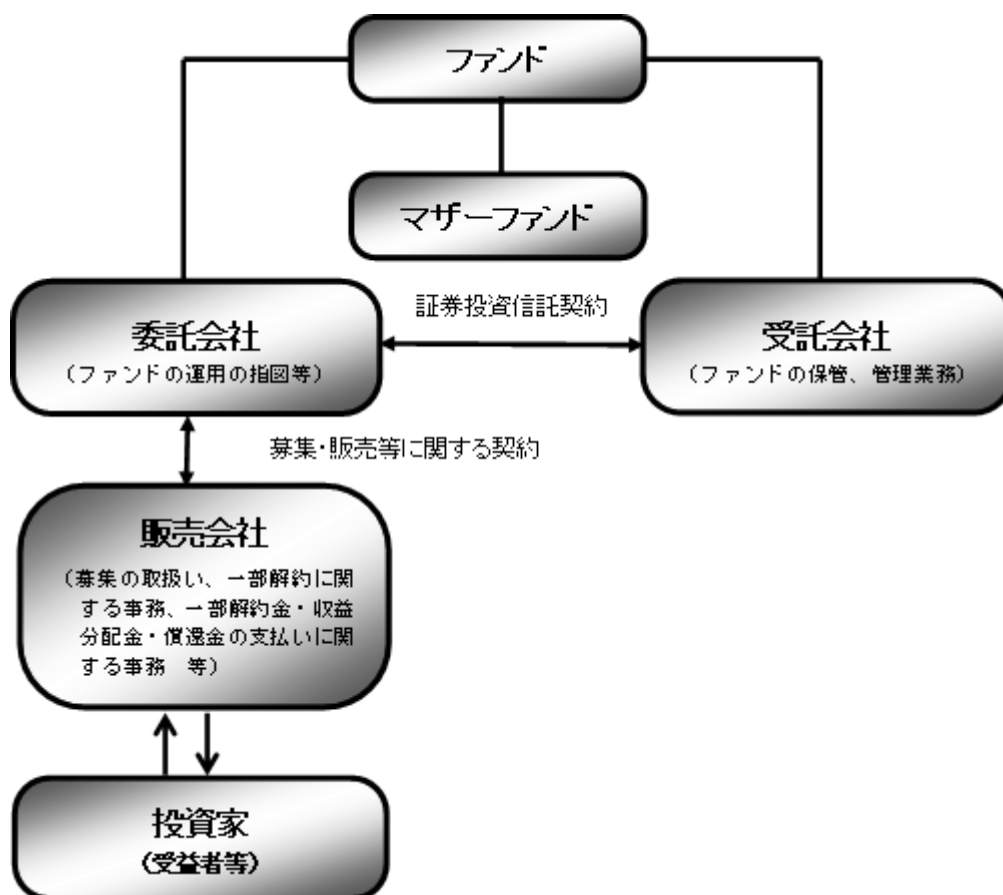 ファンド
マザーファンド
証券投資信託契約
委託会社
（ファンドの運用の指図等）
受託会社
（ファンドの保管、管理業務）
募集・販売等に関する契約
販売会社
（募集の取扱い、一部解約に関
する事務、一部解約金・収益
分配金・償還金の支払いに関
する事務　等）
投資家
（受益者等）